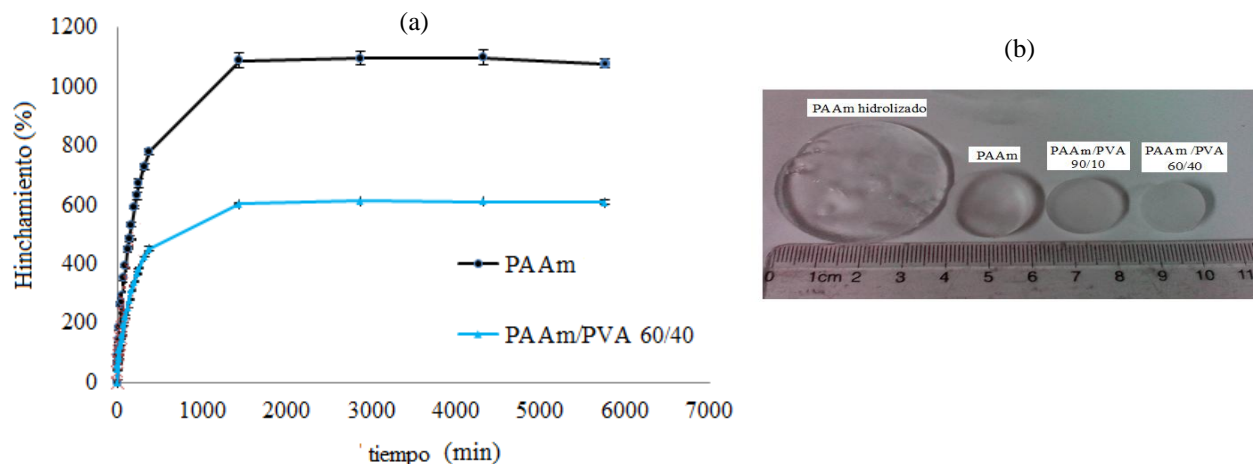 (a)
1200
1000
800
600
400
200
0
Hinchamiento (%)
PAAm
PAAm/PVA 60/40
0 1000 2000 3000 4000 5000 6000 7000
tiempo (min)
(b)
PAAm hidrolizado
PAAm
PAAm/PVA
90/10
PAAm /PVA
60/40
0 1cm 2 3 4 5 6 7 8 9 10 11